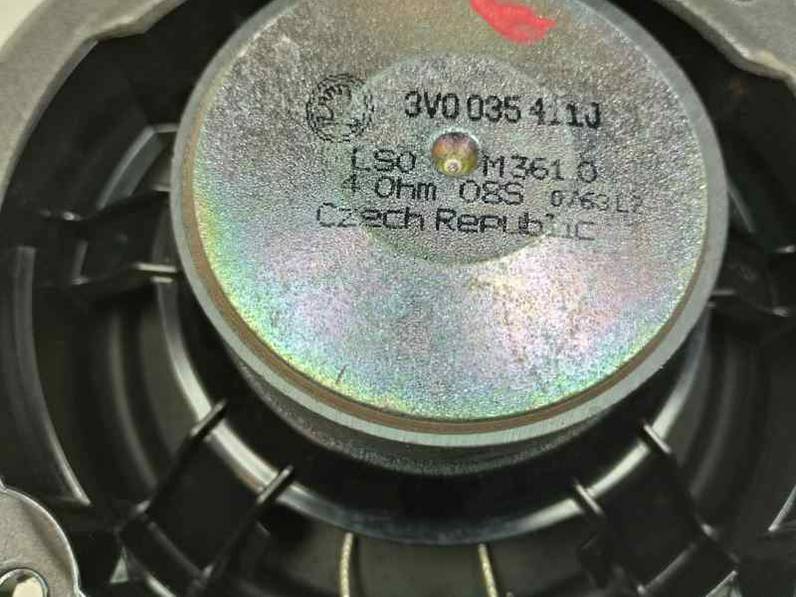 3V0 035 411J
LS0 M361.0
4 Ohm 08S
Czech Republic